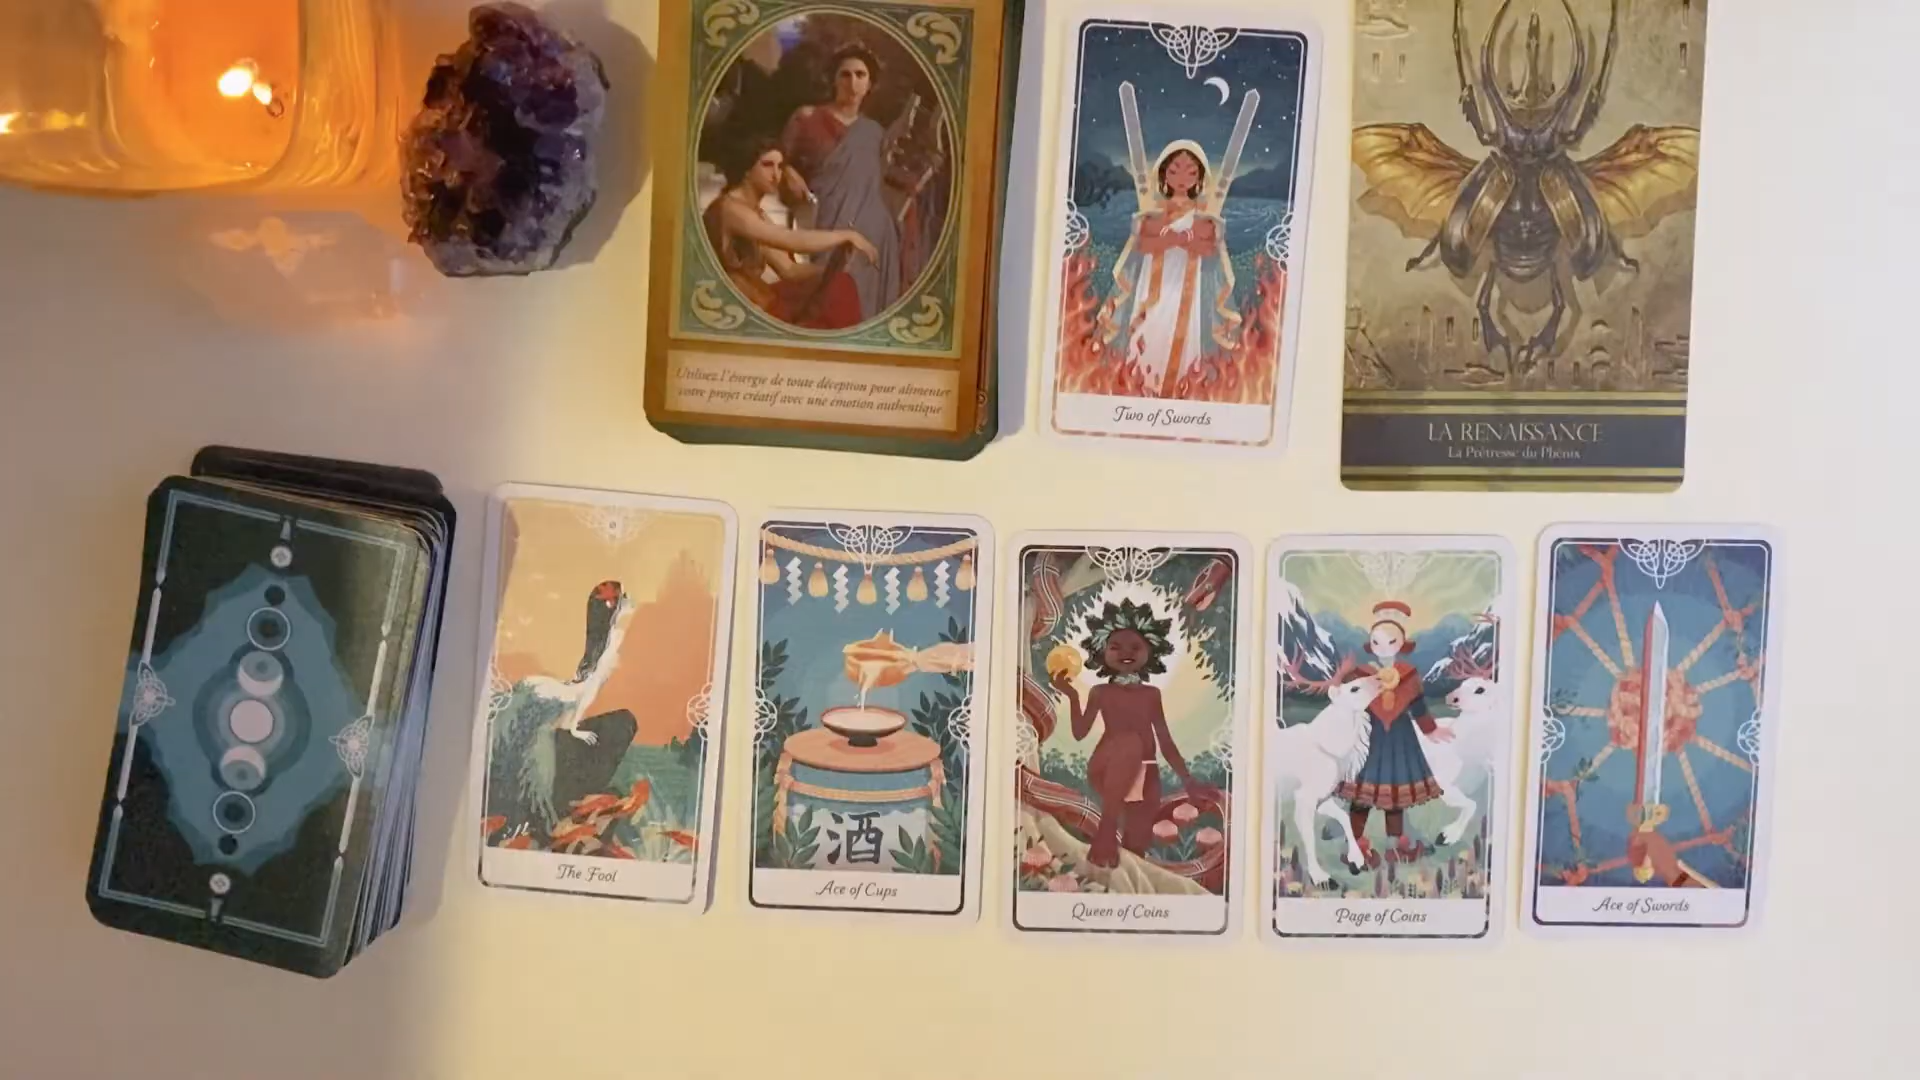 Utilisez l'énergie de toute déception pour alimenter
votre projet créatif avec une émotion authentique
Two of Swords
LA RENAISSANCE
La Prêtresse du Phénix
The Fool
酒
Ace of Cups
Queen of Coins
Page of Coins
Ace of Swords